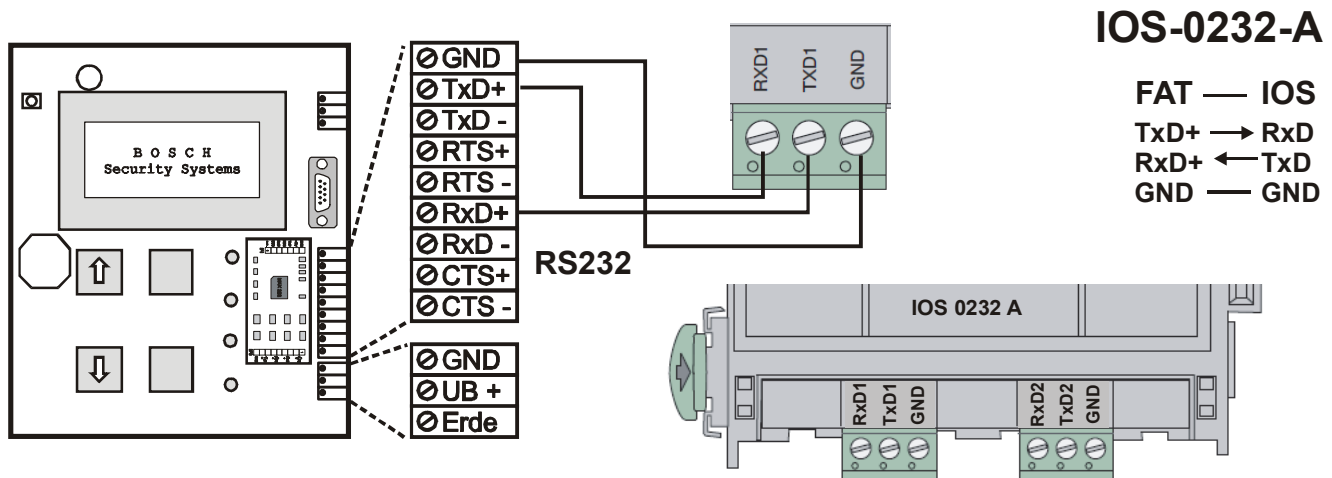 IOS-0232-A
FAT — IOS
TxD+ → RxD
RxD+ ← TxD
GND — GND
B O S C H
Security Systems
GND
TxD+
TxD -
RTS+
RTS -
RxD+
RxD -
CTS+
CTS -
RS232
GND
UB +
Erde
RXD1
TXD1
GND
IOS 0232 A
RxD1
TxD1
GND
RxD2
TxD2
GND